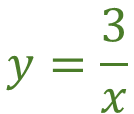 y = 3/x